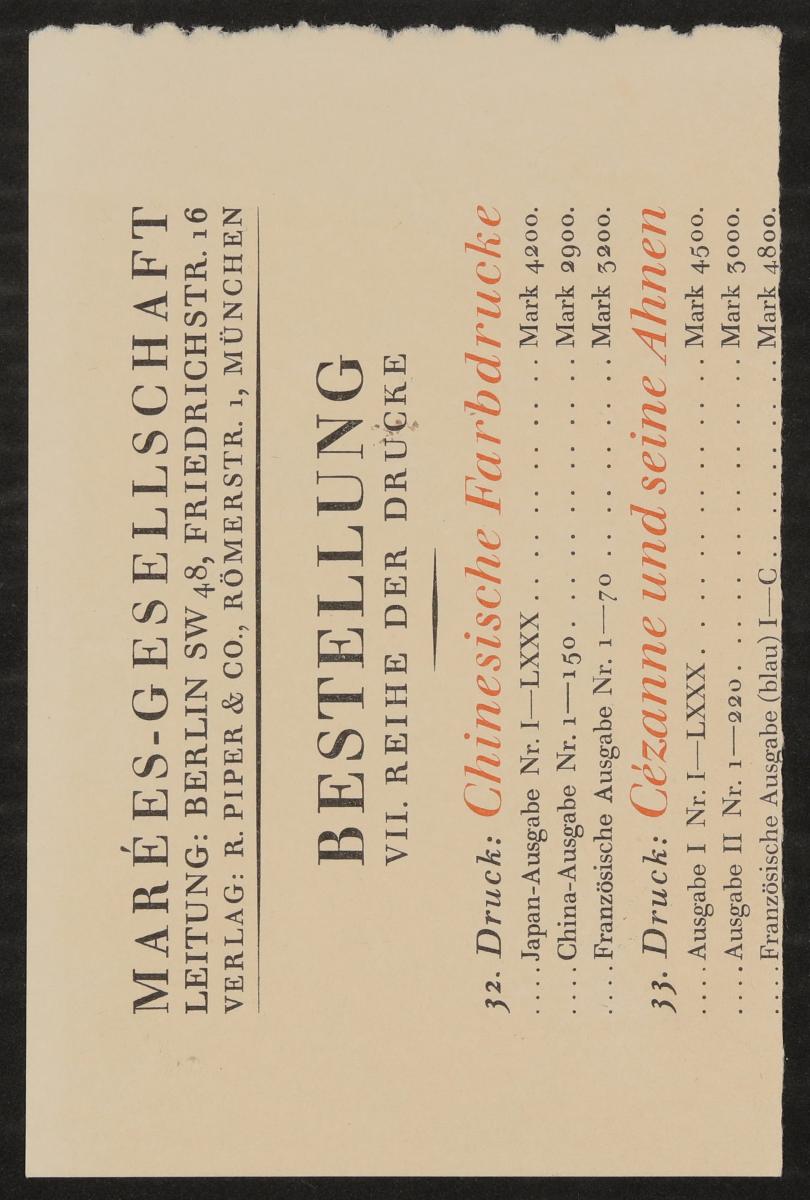 MARÉES-GESELLSCHAFT
LEITUNG: BERLIN SW 48, FRIEDRICHSTR. 16
VERLAG: R. PIPER & CO., RÖMERSTR. 1, MÜNCHEN
BESTELLUNG
VII. REIHE DER DRUCKE
32. Druck: Chinesische Farbdrucke
.... Japan-Ausgabe Nr. I—LXXX . . . . . . . . . . . . Mark 4200.
.... China-Ausgabe Nr. 1—150 . . . . . . . . . . . . Mark 2900.
.... Französische Ausgabe Nr. 1—70 . . . . . . . . . . Mark 3200.
33. Druck: Cézanne und seine Ahnen
.... Ausgabe I Nr. I—LXXX . . . . . . . . . . . . . . Mark 4500.
.... Ausgabe II Nr. 1—220 . . . . . . . . . . . . . . Mark 3000.
.... Französische Ausgabe (blau) I—C . . . . . . . . . . Mark 4800.